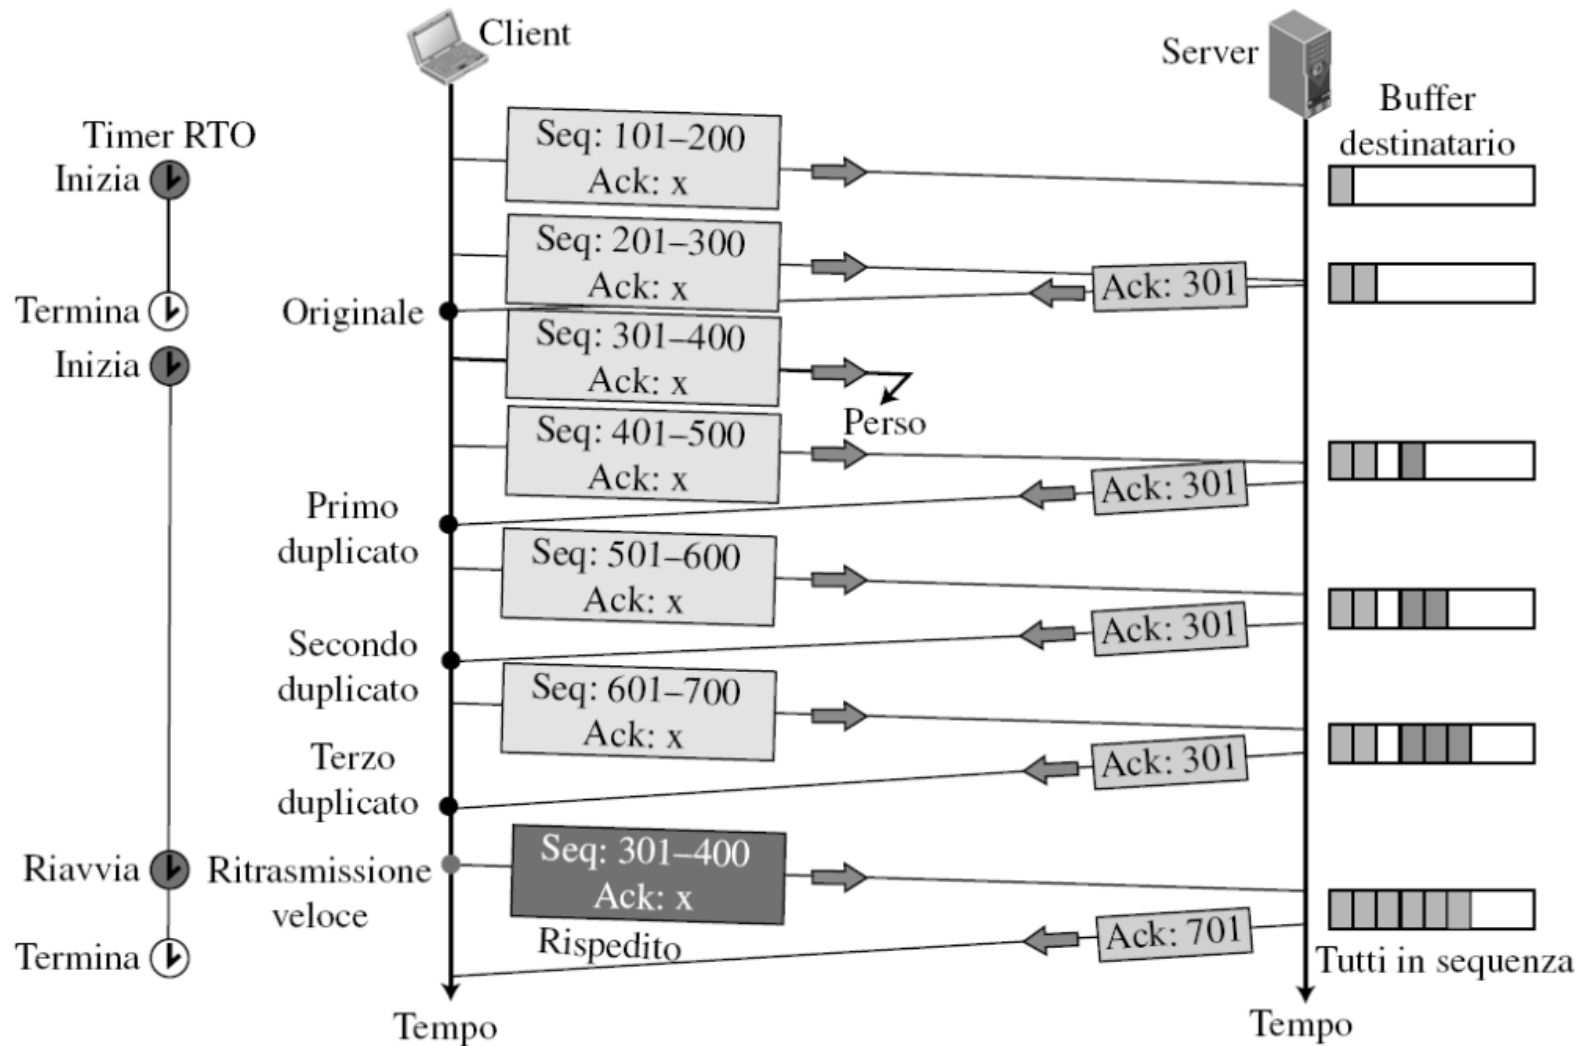 Client
Server
Buffer
destinatario
Timer RTO
Inizia
Seq: 101–200
Ack: x
Seq: 201–300
Ack: x
Ack: 301
Termina
Originale
Seq: 301–400
Ack: x
Inizia
Perso
Seq: 401–500
Ack: x
Ack: 301
Primo
duplicato
Seq: 501–600
Ack: x
Ack: 301
Secondo
duplicato
Seq: 601–700
Ack: x
Ack: 301
Terzo
duplicato
Riavvia
Ritrasmissione
veloce
Seq: 301–400
Ack: x
Rispedito
Ack: 701
Termina
Tutti in sequenza
Tempo
Tempo